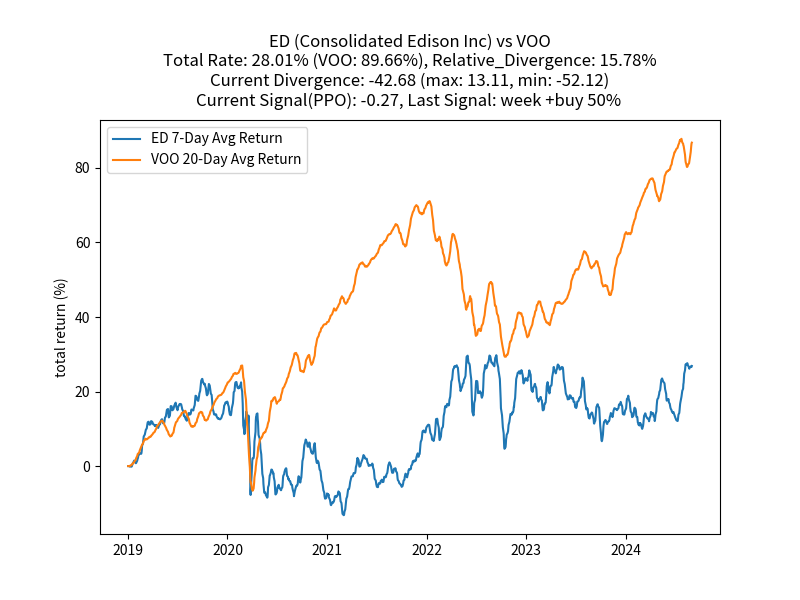 ED (Consolidated Edison Inc) vs VOO
Total Rate: 28.01% (VOO: 89.66%), Relative_Divergence: 15.78%
Current Divergence: -42.68 (max: 13.11, min: -52.12)
Current Signal(PPO): -0.27, Last Signal: week +buy 50%
ED 7-Day Avg Return
VOO 20-Day Avg Return
total return (%)
80
60
40
20
0
2019 2020 2021 2022 2023 2024